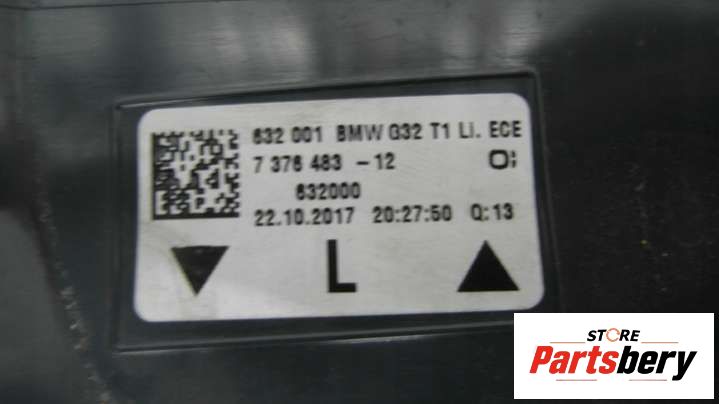 632 001 BMW G32 T1 LI. ECE
7 376 483 -12 O:
632000
22.10.2017 20:27:50 Q:13
L
STORE
Partsbery